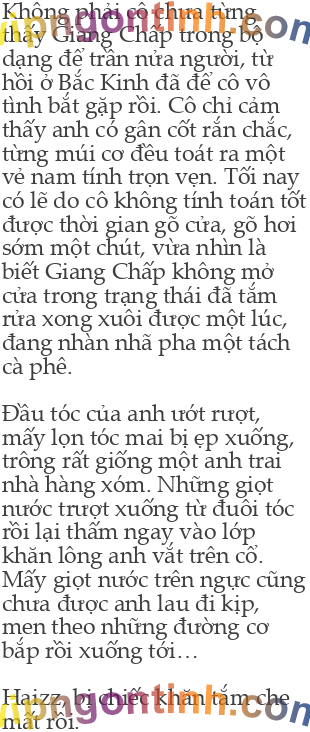 Không phải cô chưa từng
thấy Giang Chấp trong bộ
dạng để trần nửa người, từ
hồi ở Bắc Kinh đã để cô vô
tình bắt gặp rồi. Cô chỉ cảm
thấy anh có gân cốt rắn chắc,
từng múi cơ đều toát ra một
vẻ nam tính trọn vẹn. Tối nay
có lẽ do cô không tính toán tốt
được thời gian gõ cửa, gõ hơi
sớm một chút, vừa nhìn là
biết Giang Chấp không mở
cửa trong trạng thái đã tắm
rửa xong xuôi được một lúc,
đang nhàn nhã pha một tách
cà phê.
Đầu tóc của anh ướt rượt,
mấy lọn tóc mai bị ẹp xuống,
trông rất giống một anh trai
nhà hàng xóm. Những giọt
nước trượt xuống từ đuôi tóc
rồi lại thấm ngay vào lớp
khăn lông anh vắt trên cổ.
Mấy giọt nước trên ngực cũng
chưa được anh lau đi kịp,
men theo những đường cơ
bắp rồi xuống tới…
Haizz, bị chiếc khăn tắm che
mất rồi.